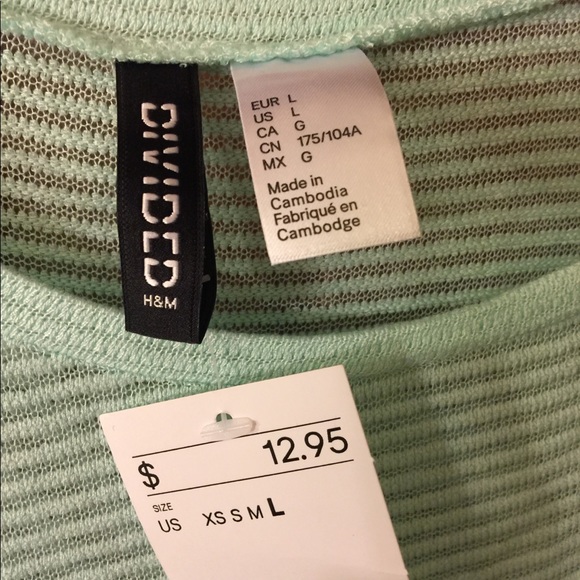 DIVIDED
H&M
EUR L
US L
CA G
CN 175/104A
MX G
Made in
Cambodia
Fabriqué en
Cambodge
$ 12.95
SIZE
US XS S M L